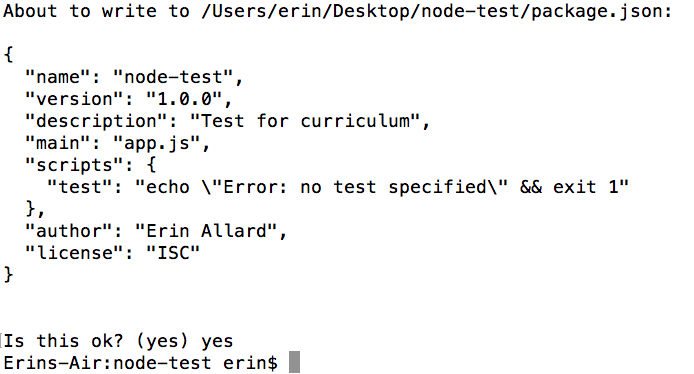 About to write to /Users/erin/Desktop/node-test/package.json:
{
  "name": "node-test",
  "version": "1.0.0",
  "description": "Test for curriculum",
  "main": "app.js",
  "scripts": {
    "test": "echo \"Error: no test specified\" && exit 1"
  },
  "author": "Erin Allard",
  "license": "ISC"
}
Is this ok? (yes) yes
Erins-Air:node-test erin$